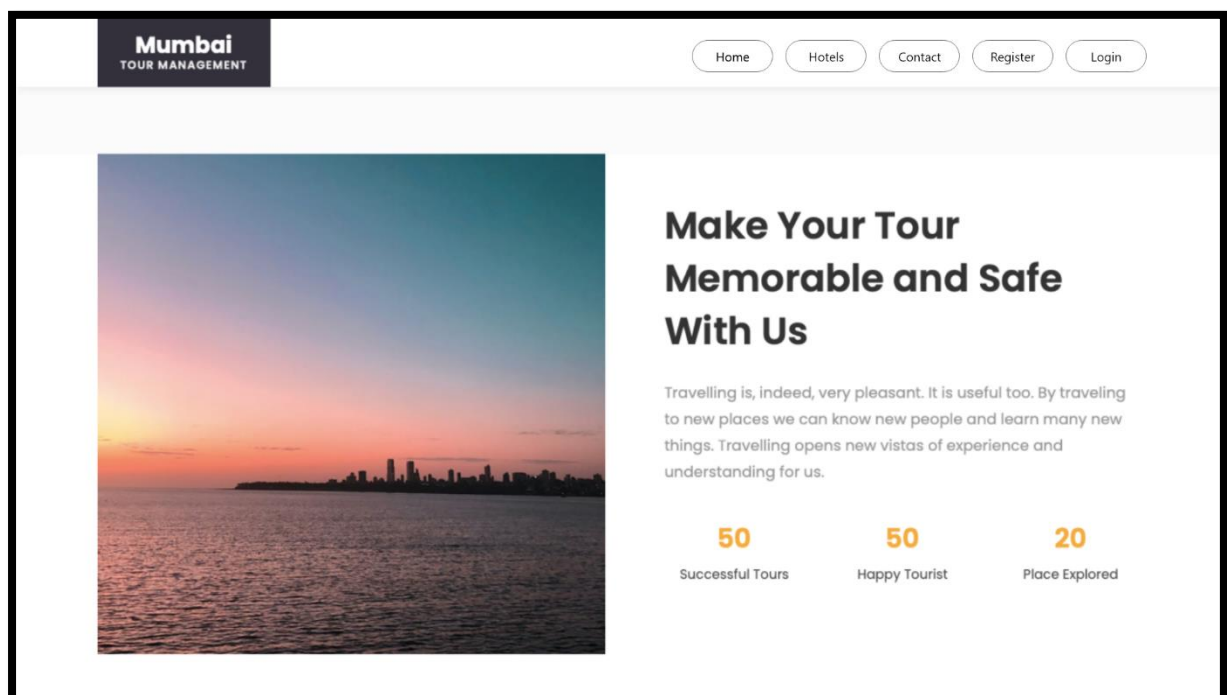 Mumbai
TOUR MANAGEMENT
Home
Hotels
Contact
Register
Login
Make Your Tour
Memorable and Safe
With Us
Travelling is, indeed, very pleasant. It is useful too. By traveling
to new places we can know new people and learn many new
things. Travelling opens new vistas of experience and
understanding for us.
50
Successful Tours
50
Happy Tourist
20
Place Explored